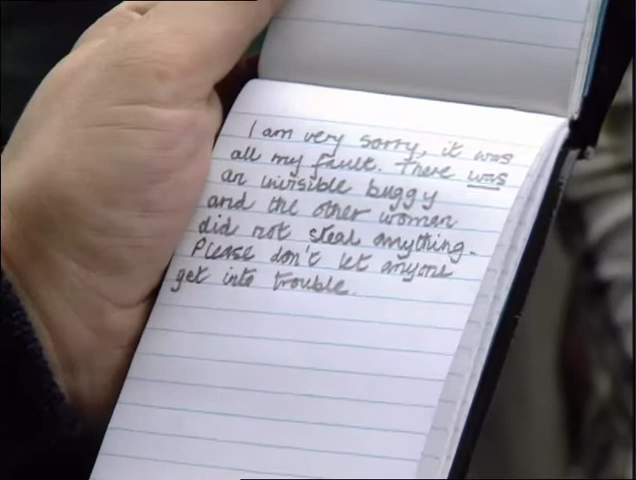 I am very sorry, it was
all my fault. There was
an invisible buggy
and the other woman
did not steal anything.
Please don't let anyone
get into trouble.